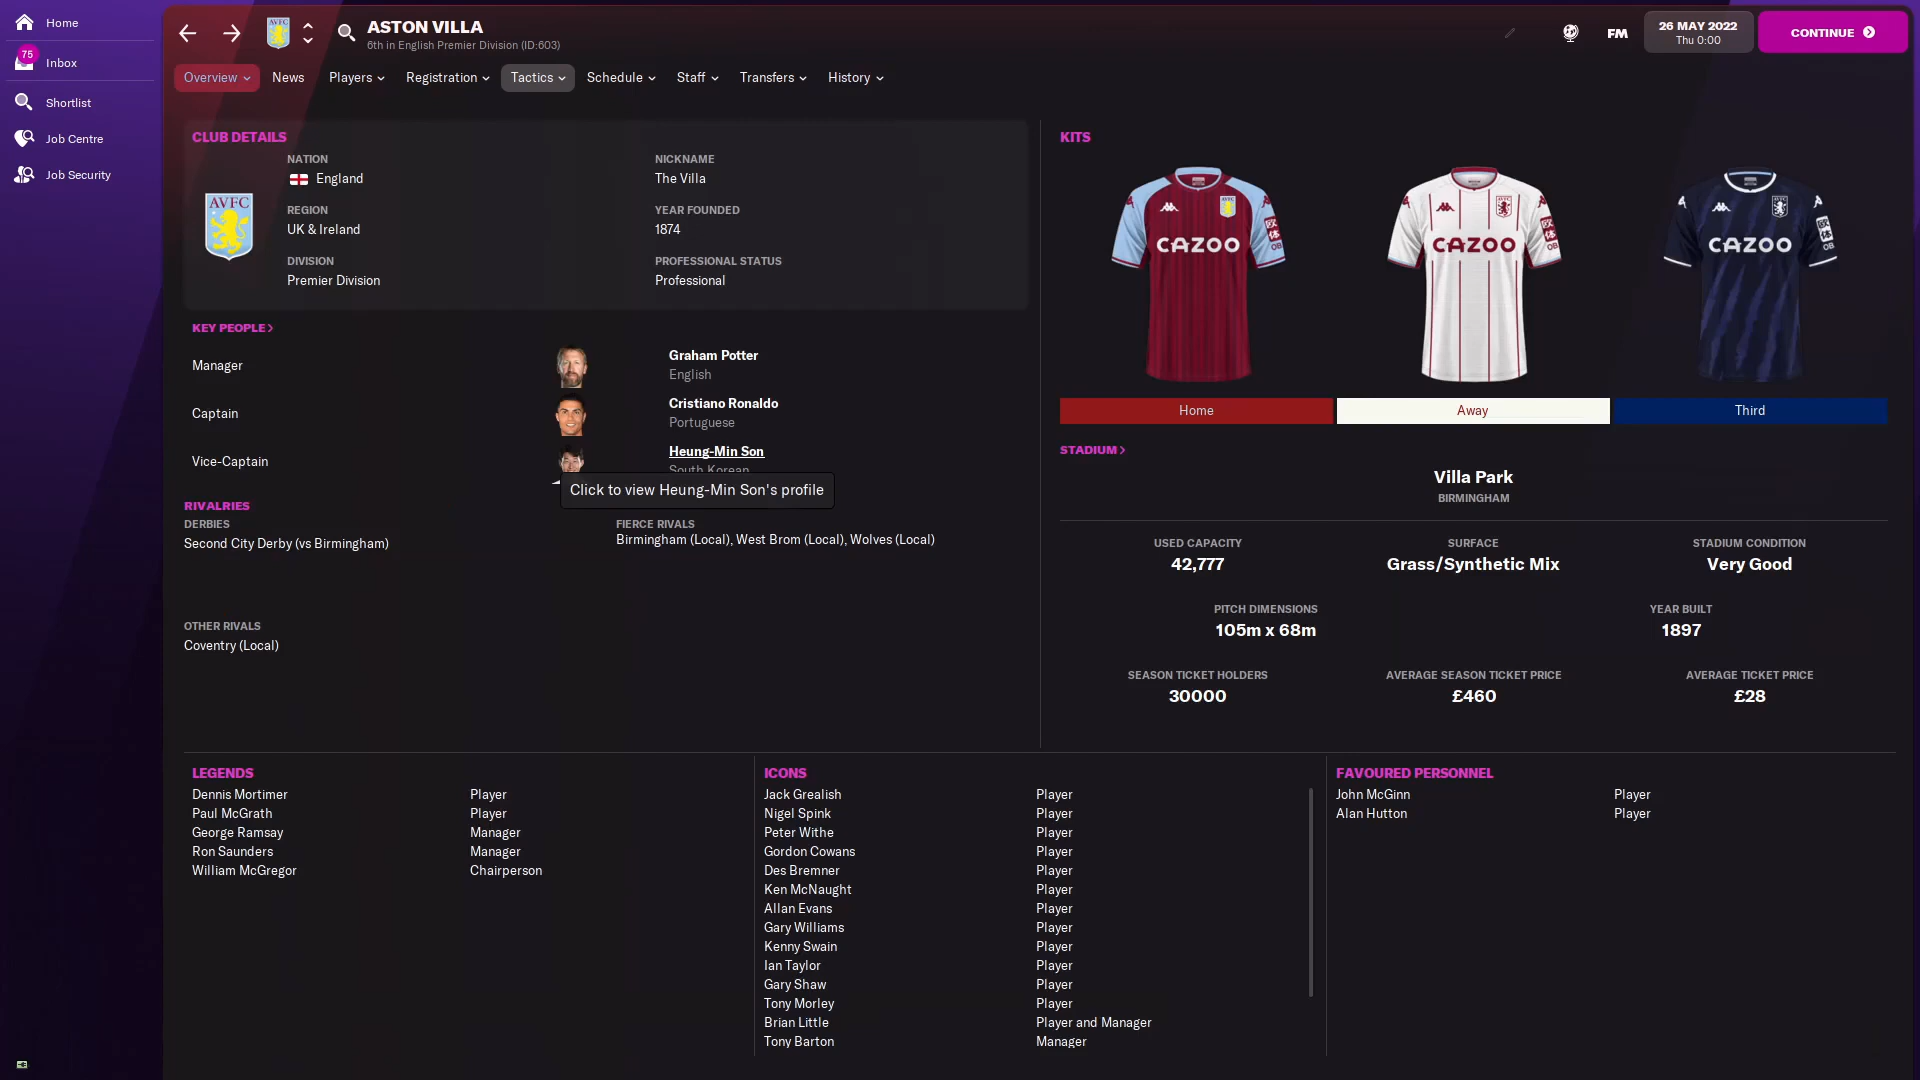 Home
75
Inbox
Shortlist
Job Centre
Job Security
AVFC
ASTON VILLA
6th in English Premier Division (ID:603)
FM
26 MAY 2022
Thu 0:00
CONTINUE
Overview News Players Registration Tactics Schedule Staff Transfers History
CLUB DETAILS
AVFC
NATION
England
REGION
UK & Ireland
DIVISION
Premier Division
NICKNAME
The Villa
YEAR FOUNDED
1874
PROFESSIONAL STATUS
Professional
KEY PEOPLE
Manager
Graham Potter
English
Captain
Cristiano Ronaldo
Portuguese
Vice-Captain
Heung-Min Son
South Korean
Click to view Heung-Min Son's profile
RIVALRIES
DERBIES
Second City Derby (vs Birmingham)
FIERCE RIVALS
Birmingham (Local), West Brom (Local), Wolves (Local)
OTHER RIVALS
Coventry (Local)
KITS
CAZOO
CAZOO
CAZOO
Home
Away
Third
STADIUM
Villa Park
BIRMINGHAM
USED CAPACITY
42,777
SURFACE
Grass/Synthetic Mix
STADIUM CONDITION
Very Good
PITCH DIMENSIONS
105m x 68m
YEAR BUILT
1897
SEASON TICKET HOLDERS
30000
AVERAGE SEASON TICKET PRICE
£460
AVERAGE TICKET PRICE
£28
LEGENDS
Dennis Mortimer Player
Paul McGrath Player
George Ramsay Manager
Ron Saunders Manager
William McGregor Chairperson
ICONS
Jack Grealish Player
Nigel Spink Player
Peter Withe Player
Gordon Cowans Player
Des Bremner Player
Ken McNaught Player
Allan Evans Player
Gary Williams Player
Kenny Swain Player
Ian Taylor Player
Gary Shaw Player
Tony Morley Player
Brian Little Player and Manager
Tony Barton Manager
FAVOURED PERSONNEL
John McGinn Player
Alan Hutton Player